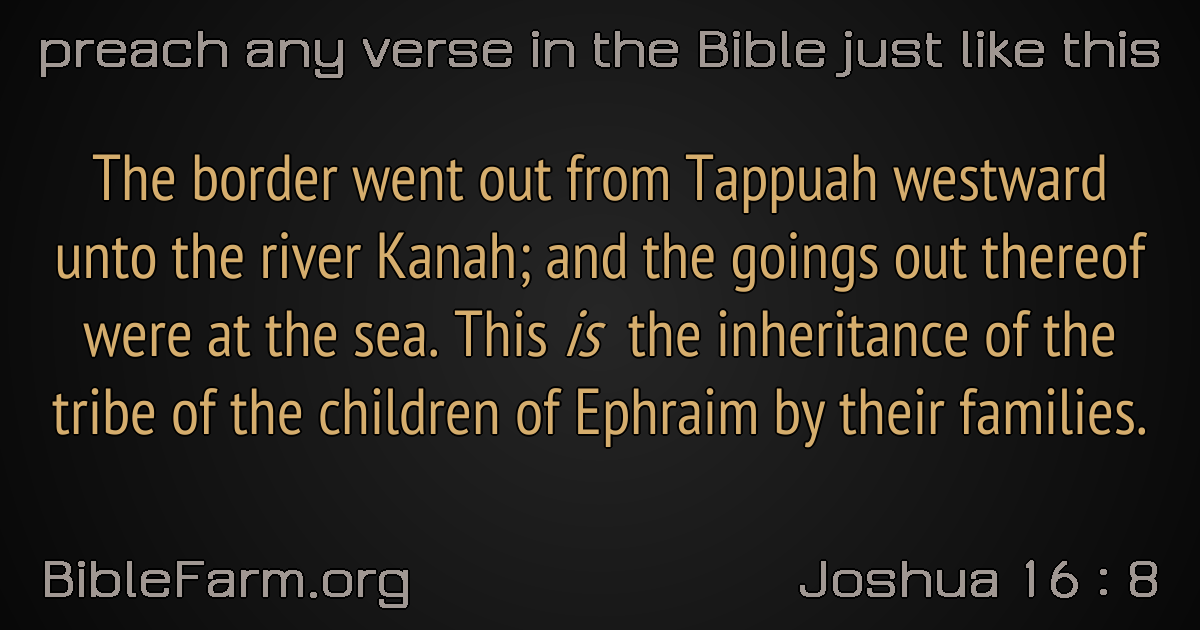 preach any verse in the Bible just like this
The border went out from Tappuah westward
unto the river Kanah; and the goings out thereof
were at the sea. This is the inheritance of the
tribe of the children of Ephraim by their families.
BibleFarm.org
Joshua 16 : 8